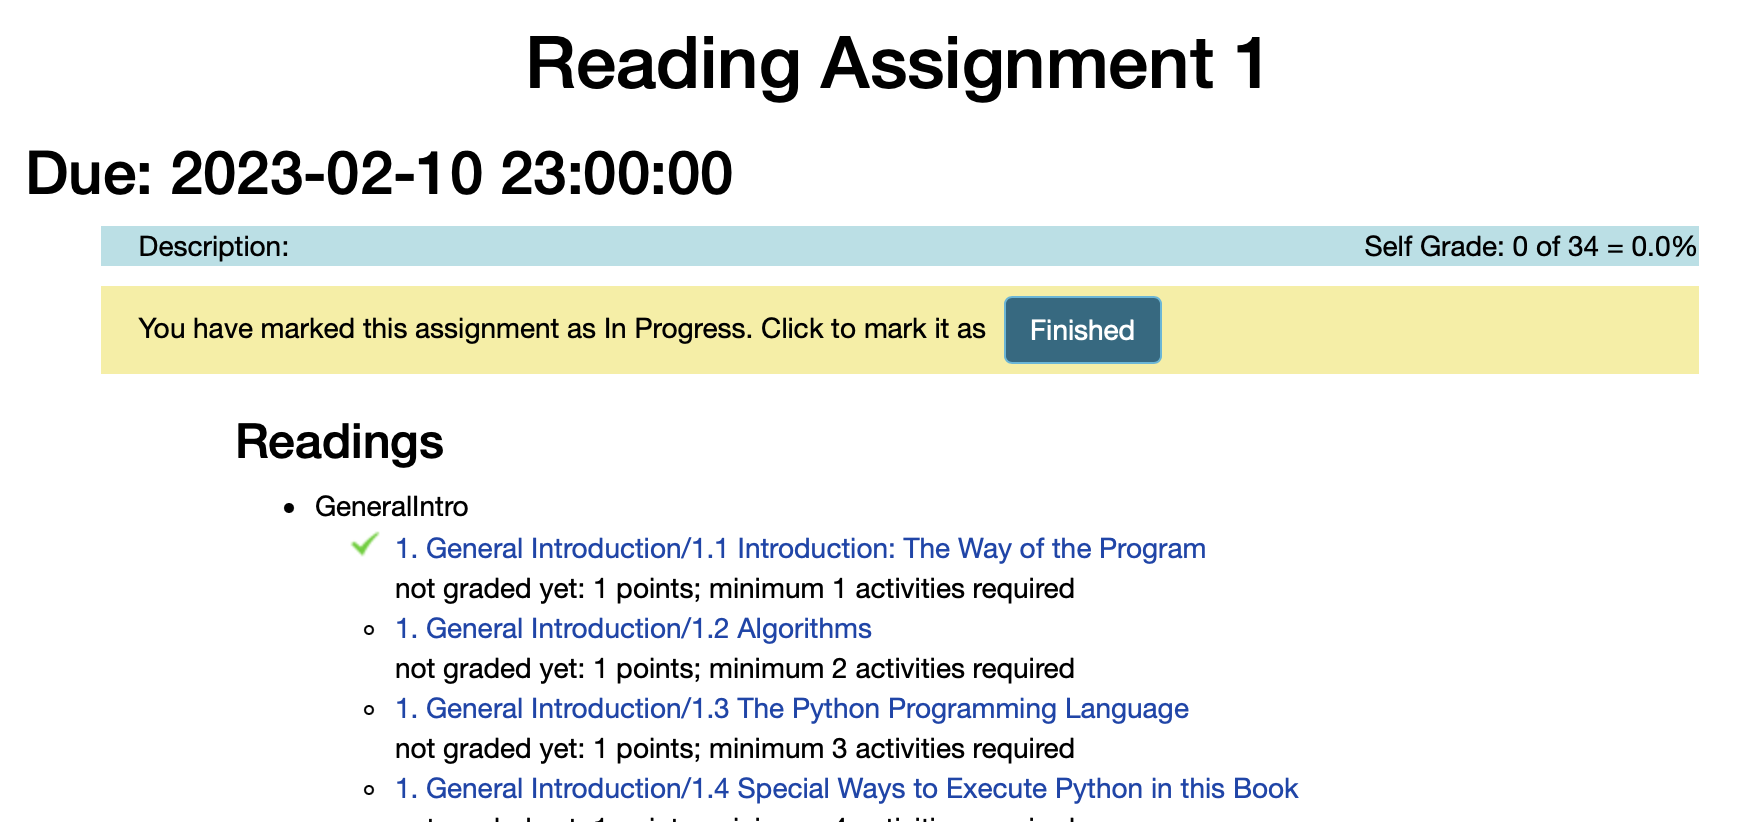 Reading Assignment 1
Due: 2023-02-10 23:00:00
Description: Self Grade: 0 of 34 = 0.0%
You have marked this assignment as In Progress. Click to mark it as Finished
Readings
• GeneralIntro
1. General Introduction/1.1 Introduction: The Way of the Program
not graded yet: 1 points; minimum 1 activities required
1. General Introduction/1.2 Algorithms
not graded yet: 1 points; minimum 2 activities required
1. General Introduction/1.3 The Python Programming Language
not graded yet: 1 points; minimum 3 activities required
1. General Introduction/1.4 Special Ways to Execute Python in this Book